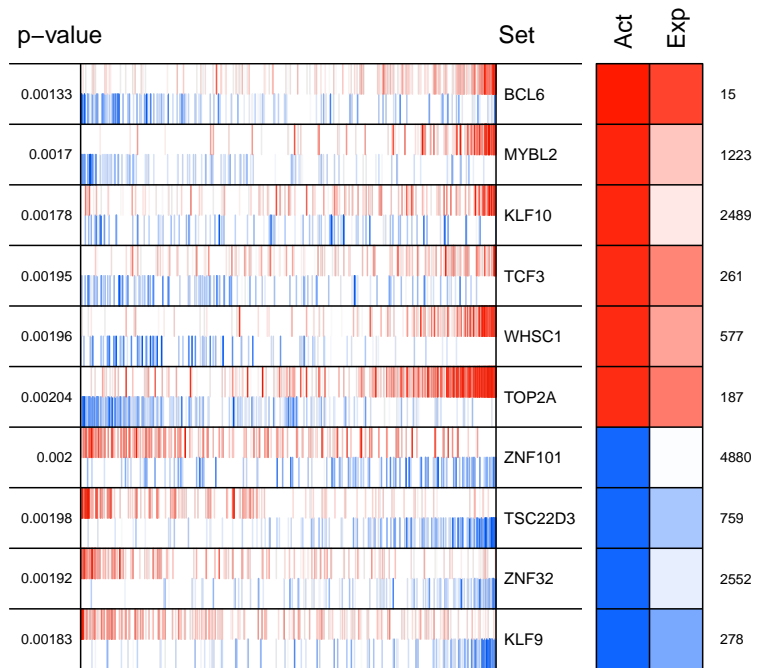 p−value Set Act Exp
0.00133 BCL6 15
0.0017 MYBL2 1223
0.00178 KLF10 2489
0.00195 TCF3 261
0.00196 WHSC1 577
0.00204 TOP2A 187
0.002 ZNF101 4880
0.00198 TSC22D3 759
0.00192 ZNF32 2552
0.00183 KLF9 278